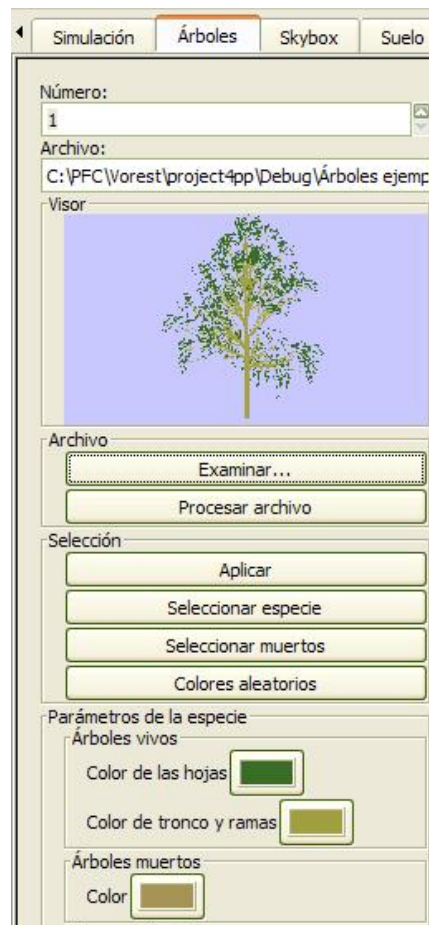 Simulación Árboles Skybox Suelo
Número:
1
Archivo:
C:\PFC\Vorest\project4pp\Debug\Árboles ejemp
Visor
Archivo
Examinar...
Procesar archivo
Selección
Aplicar
Seleccionar especie
Seleccionar muertos
Colores aleatorios
Parámetros de la especie
Árboles vivos
Color de las hojas
Color de tronco y ramas
Árboles muertos
Color